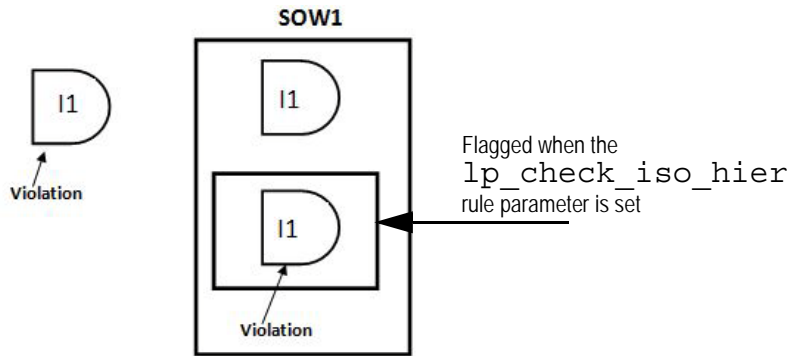 SOW1
I1
Violation
I1
I1
Violation
Flagged when the
lp_check_iso_hier
rule parameter is set